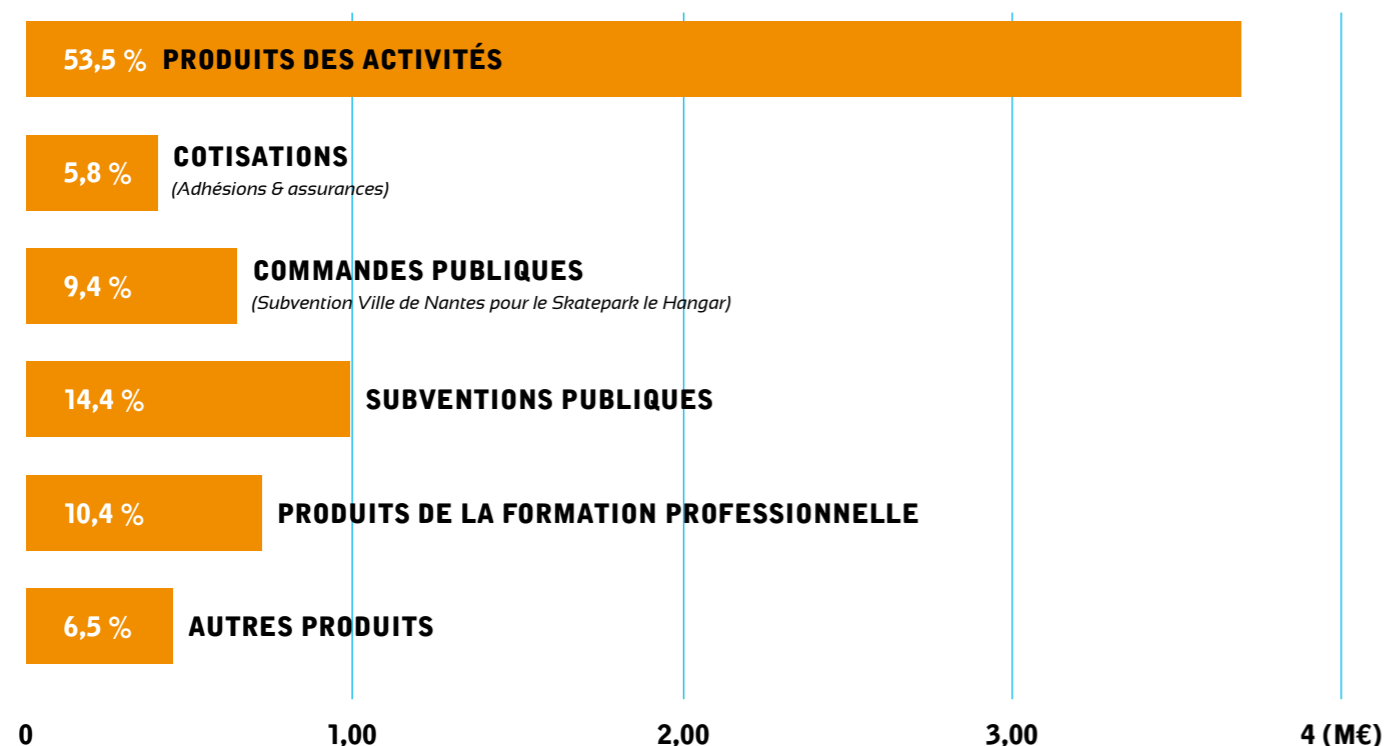 53,5 % PRODUITS DES ACTIVITÉS
5,8 % COTISATIONS
(Adhésions & assurances)
9,4 % COMMANDES PUBLIQUES
(Subvention Ville de Nantes pour le Skatepark le Hangar)
14,4 % SUBVENTIONS PUBLIQUES
10,4 % PRODUITS DE LA FORMATION PROFESSIONNELLE
6,5 % AUTRES PRODUITS
0 1,00 2,00 3,00 4 (M€)